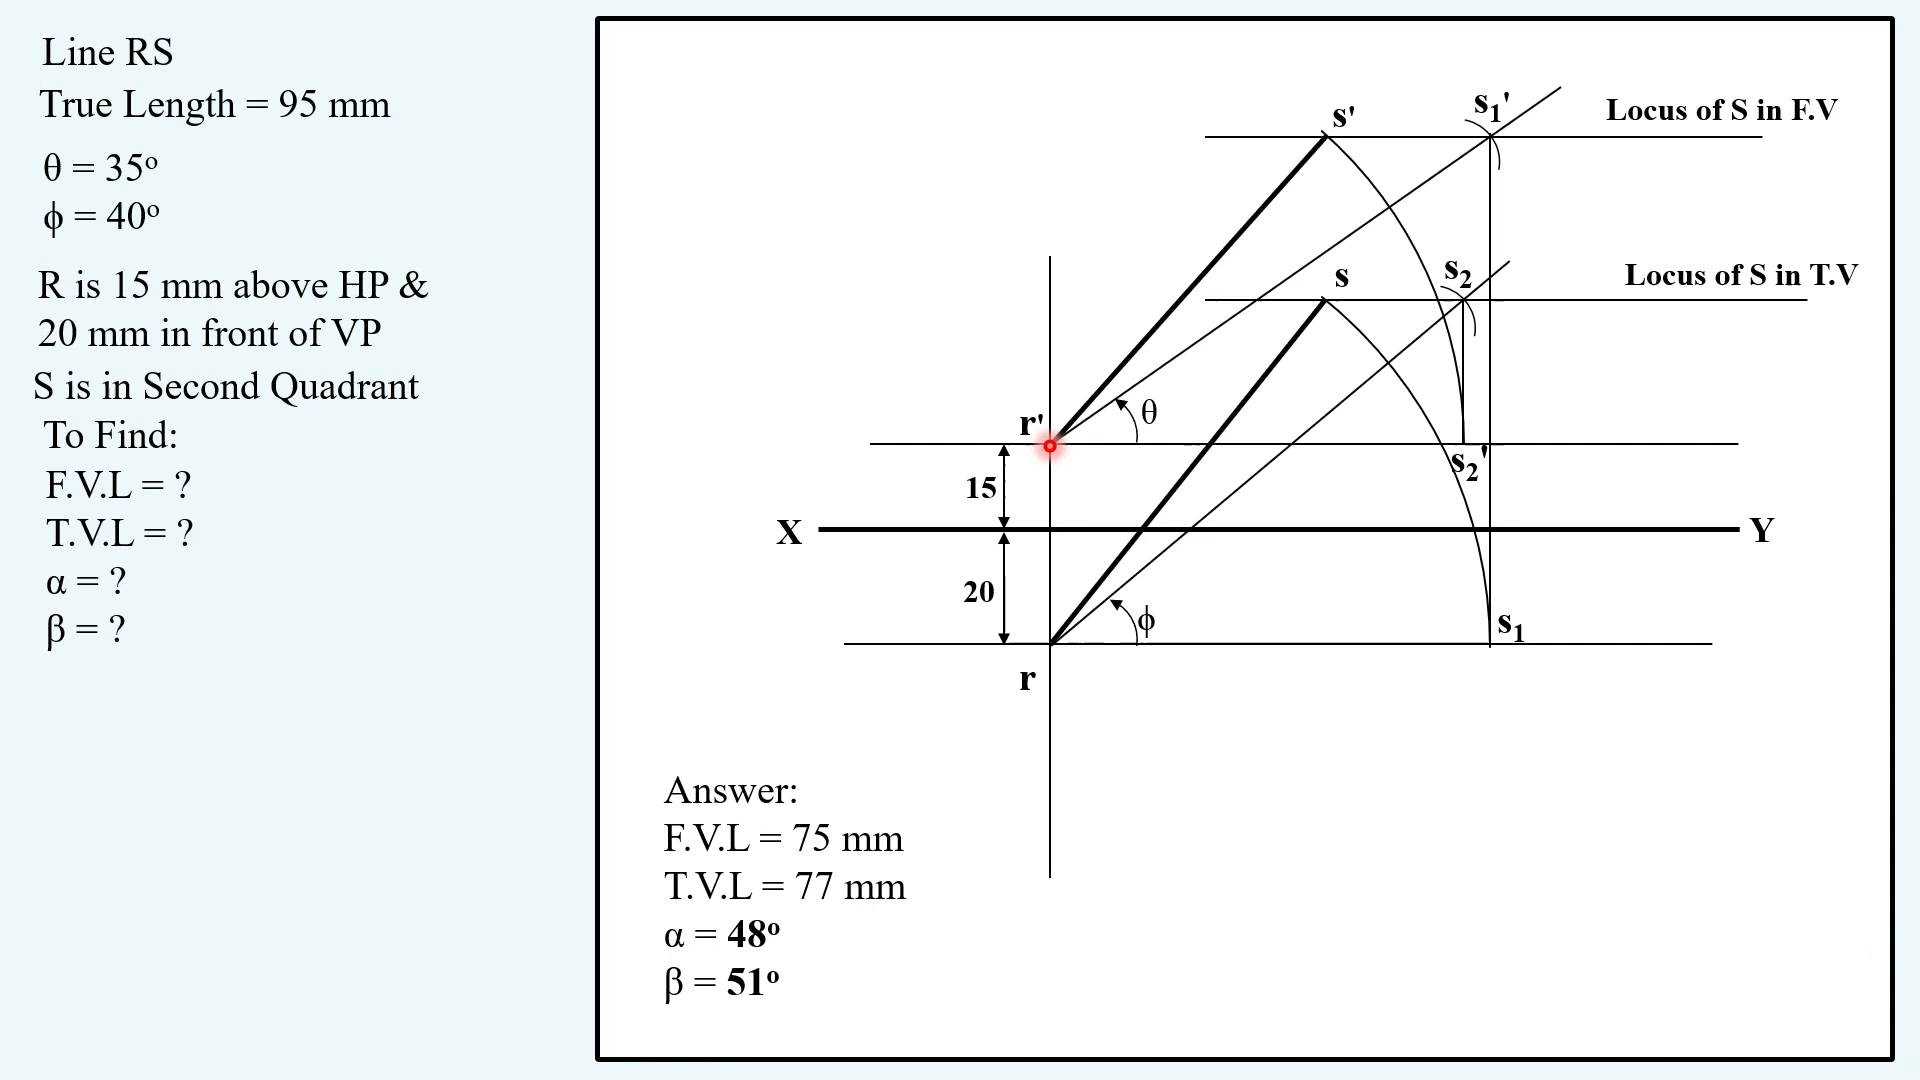 Line RS
True Length = 95 mm
θ = 35º
ϕ = 40º
R is 15 mm above HP &
20 mm in front of VP
S is in Second Quadrant
To Find:
F.V.L = ?
T.V.L = ?
α = ?
β = ?
s'
s₁'
Locus of S in F.V
s
s₂
Locus of S in T.V
r'
θ
s₂'
15
X
Y
20
ϕ
s₁
r
Answer:
F.V.L = 75 mm
T.V.L = 77 mm
α = 48º
β = 51º